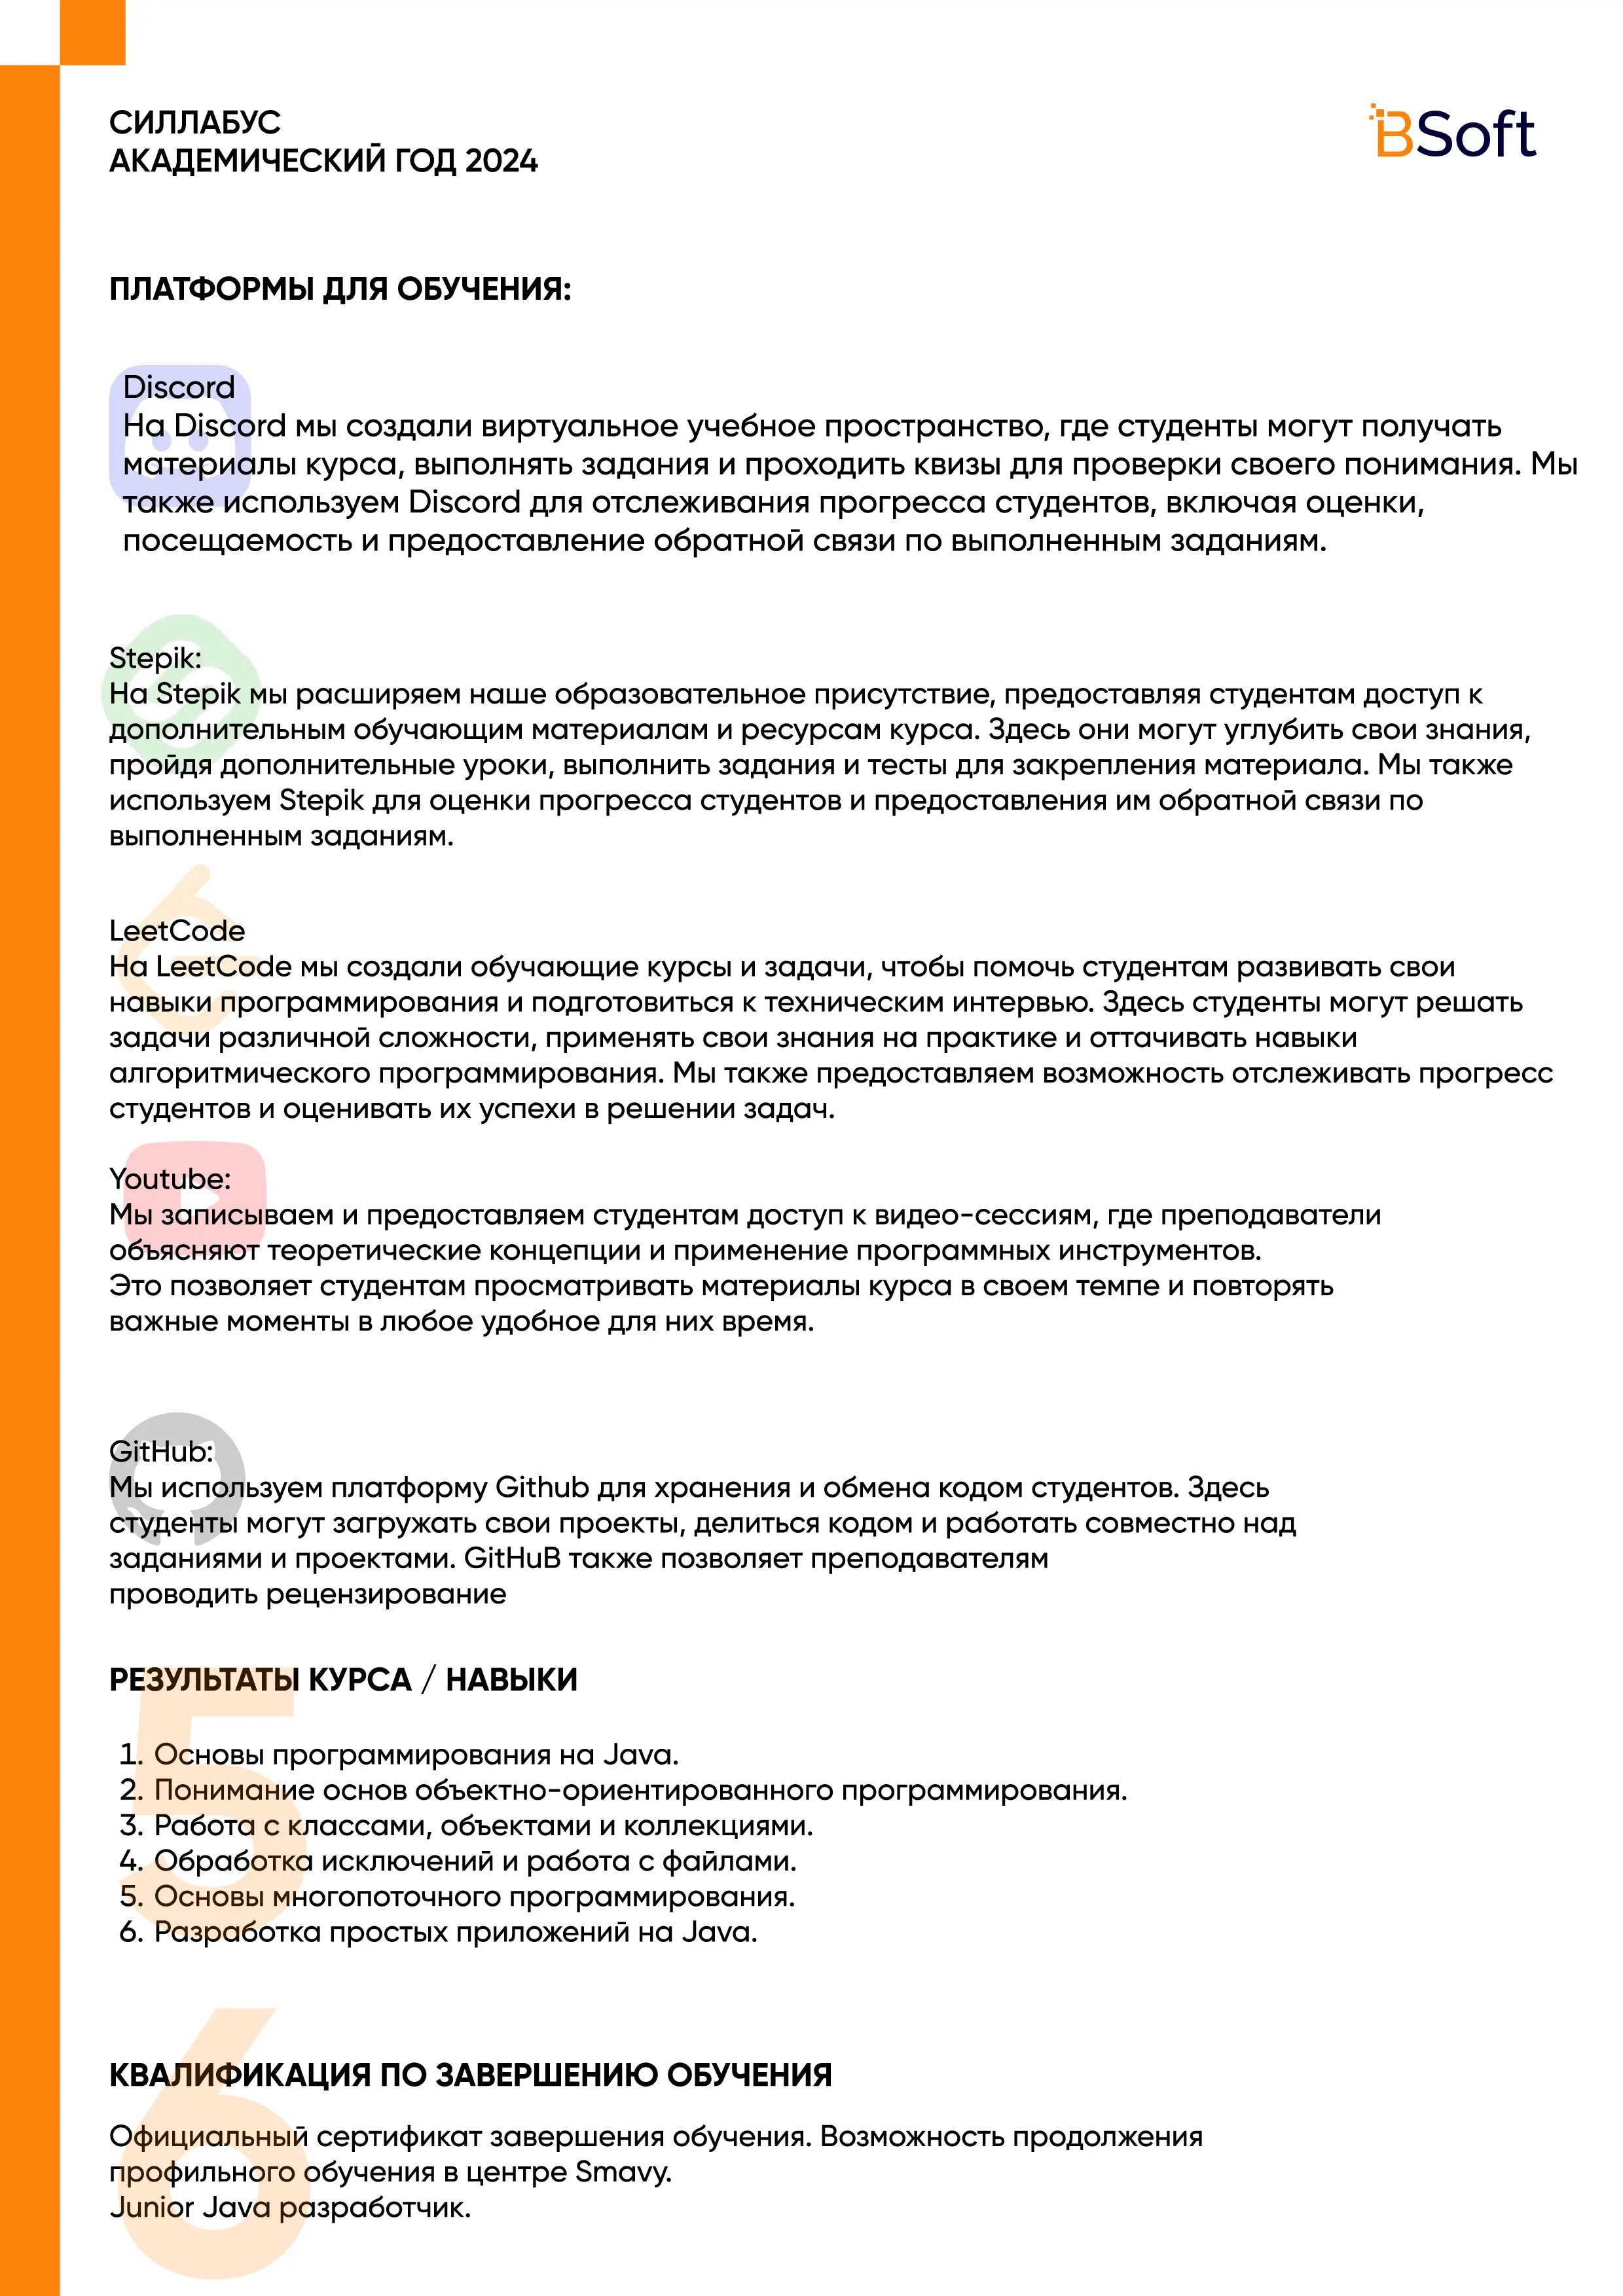 СИЛЛАБУС
АКАДЕМИЧЕСКИЙ ГОД 2024
BSoft
ПЛАТФОРМЫ ДЛЯ ОБУЧЕНИЯ:
Discord
На Discord мы создали виртуальное учебное пространство, где студенты могут получать
материалы курса, выполнять задания и проходить квизы для проверки своего понимания. Мы
также используем Discord для отслеживания прогресса студентов, включая оценки,
посещаемость и предоставление обратной связи по выполненным заданиям.
Stepik:
На Stepik мы расширяем наше образовательное присутствие, предоставляя студентам доступ к
дополнительным обучающим материалам и ресурсам курса. Здесь они могут углубить свои знания,
пройдя дополнительные уроки, выполнить задания и тесты для закрепления материала. Мы также
используем Stepik для оценки прогресса студентов и предоставления им обратной связи по
выполненным заданиям.
LeetCode
На LeetCode мы создали обучающие курсы и задачи, чтобы помочь студентам развивать свои
навыки программирования и подготовиться к техническим интервью. Здесь студенты могут решать
задачи различной сложности, применять свои знания на практике и оттачивать навыки
алгоритмического программирования. Мы также предоставляем возможность отслеживать прогресс
студентов и оценивать их успехи в решении задач.
Youtube:
Мы записываем и предоставляем студентам доступ к видео-сессиям, где преподаватели
объясняют теоретические концепции и применение программных инструментов.
Это позволяет студентам просматривать материалы курса в своем темпе и повторять
важные моменты в любое удобное для них время.
GitHub:
Мы используем платформу Github для хранения и обмена кодом студентов. Здесь
студенты могут загружать свои проекты, делиться кодом и работать совместно над
заданиями и проектами. GitHuB также позволяет преподавателям
проводить рецензирование
5
РЕЗУЛЬТАТЫ КУРСА / НАВЫКИ
1. Основы программирования на Java.
2. Понимание основ объектно-ориентированного программирования.
3. Работа с классами, объектами и коллекциями.
4. Обработка исключений и работа с файлами.
5. Основы многопоточного программирования.
6. Разработка простых приложений на Java.
6
КВАЛИФИКАЦИЯ ПО ЗАВЕРШЕНИЮ ОБУЧЕНИЯ
Официальный сертификат завершения обучения. Возможность продолжения
профильного обучения в центре Smavy.
Junior Java разработчик.